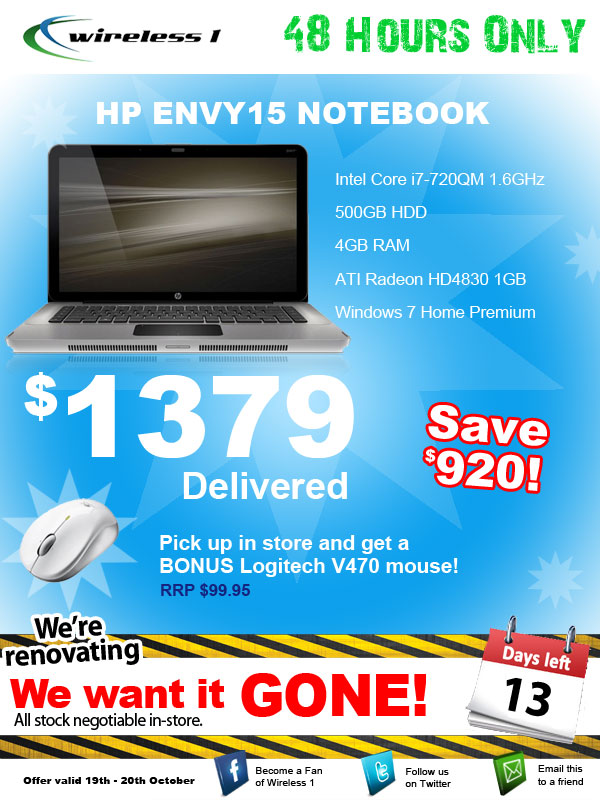 wireless 1
48 HOURS ONLY
HP ENVY15 NOTEBOOK
Intel Core i7-720QM 1.6GHz
500GB HDD
4GB RAM
ATI Radeon HD4830 1GB
Windows 7 Home Premium
$1379
Delivered
Save
$920!
Pick up in store and get a
BONUS Logitech V470 mouse!
RRP $99.95
We're
renovating
We want it GONE!
All stock negotiable in-store.
Days left
13
Offer valid 19th - 20th October
Become a Fan
of Wireless 1
Follow us
on Twitter
Email this
to a friend